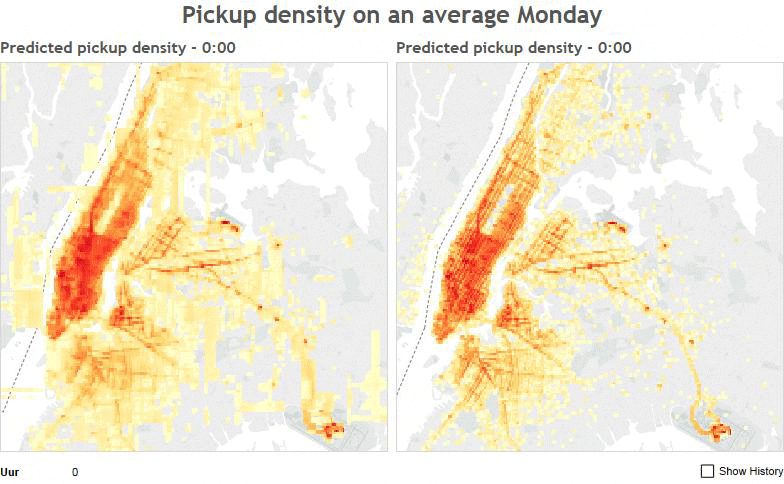 Pickup density on an average Monday
Predicted pickup density - 0:00
Predicted pickup density - 0:00
Uur 0
Show History